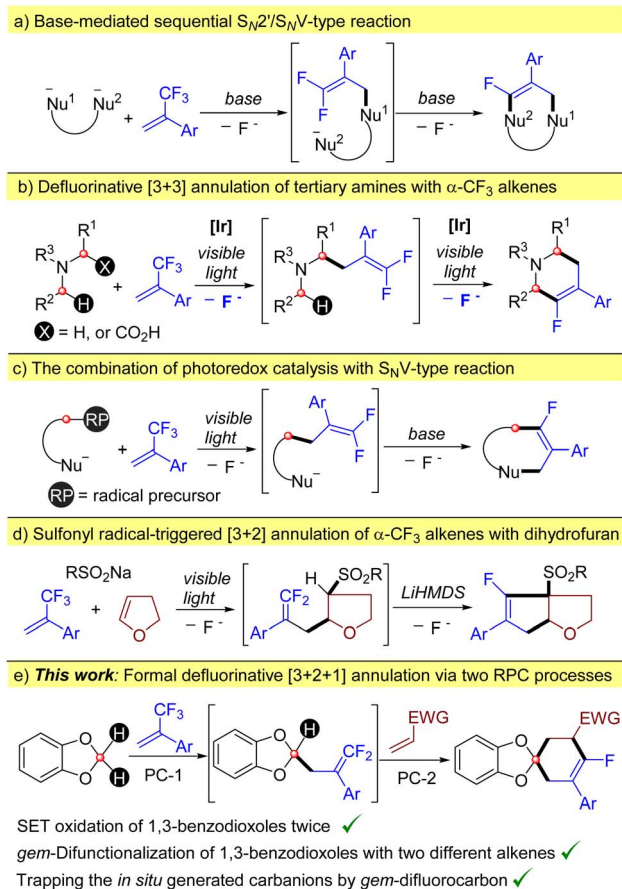 a) Base-mediated sequential SN2'/SNV-type reaction
Nu1 Nu2 + CF3 Ar base – F- F F Ar Nu1 Nu2 base – F- F Ar Nu2 Nu1
b) Defluorinative [3+3] annulation of tertiary amines with α-CF3 alkenes
R1 R3 N X R2 H + CF3 Ar [Ir] visible light – F- R1 R3 N R2 H Ar F F [Ir] visible light – F- R1 R3 N R2 F Ar
X = H, or CO2H
c) The combination of photoredox catalysis with SNV-type reaction
RP Nu- + CF3 Ar visible light – F- Ar F F Nu- base – F- F Ar Nu
RP = radical precursor
d) Sulfonyl radical-triggered [3+2] annulation of α-CF3 alkenes with dihydrofuran
RSO2Na
CF3 Ar + O visible light – F- CF2 H SO2R Ar O LiHMDS – F- F SO2R Ar O
e) This work: Formal defluorinative [3+2+1] annulation via two RPC processes
O O H H CF3 Ar PC-1 O O H CF2 Ar EWG PC-2 O O EWG F Ar
SET oxidation of 1,3-benzodioxoles twice ✓
gem-Difunctionalization of 1,3-benzodioxoles with two different alkenes ✓
Trapping the in situ generated carbanions by gem-difluorocarbon ✓